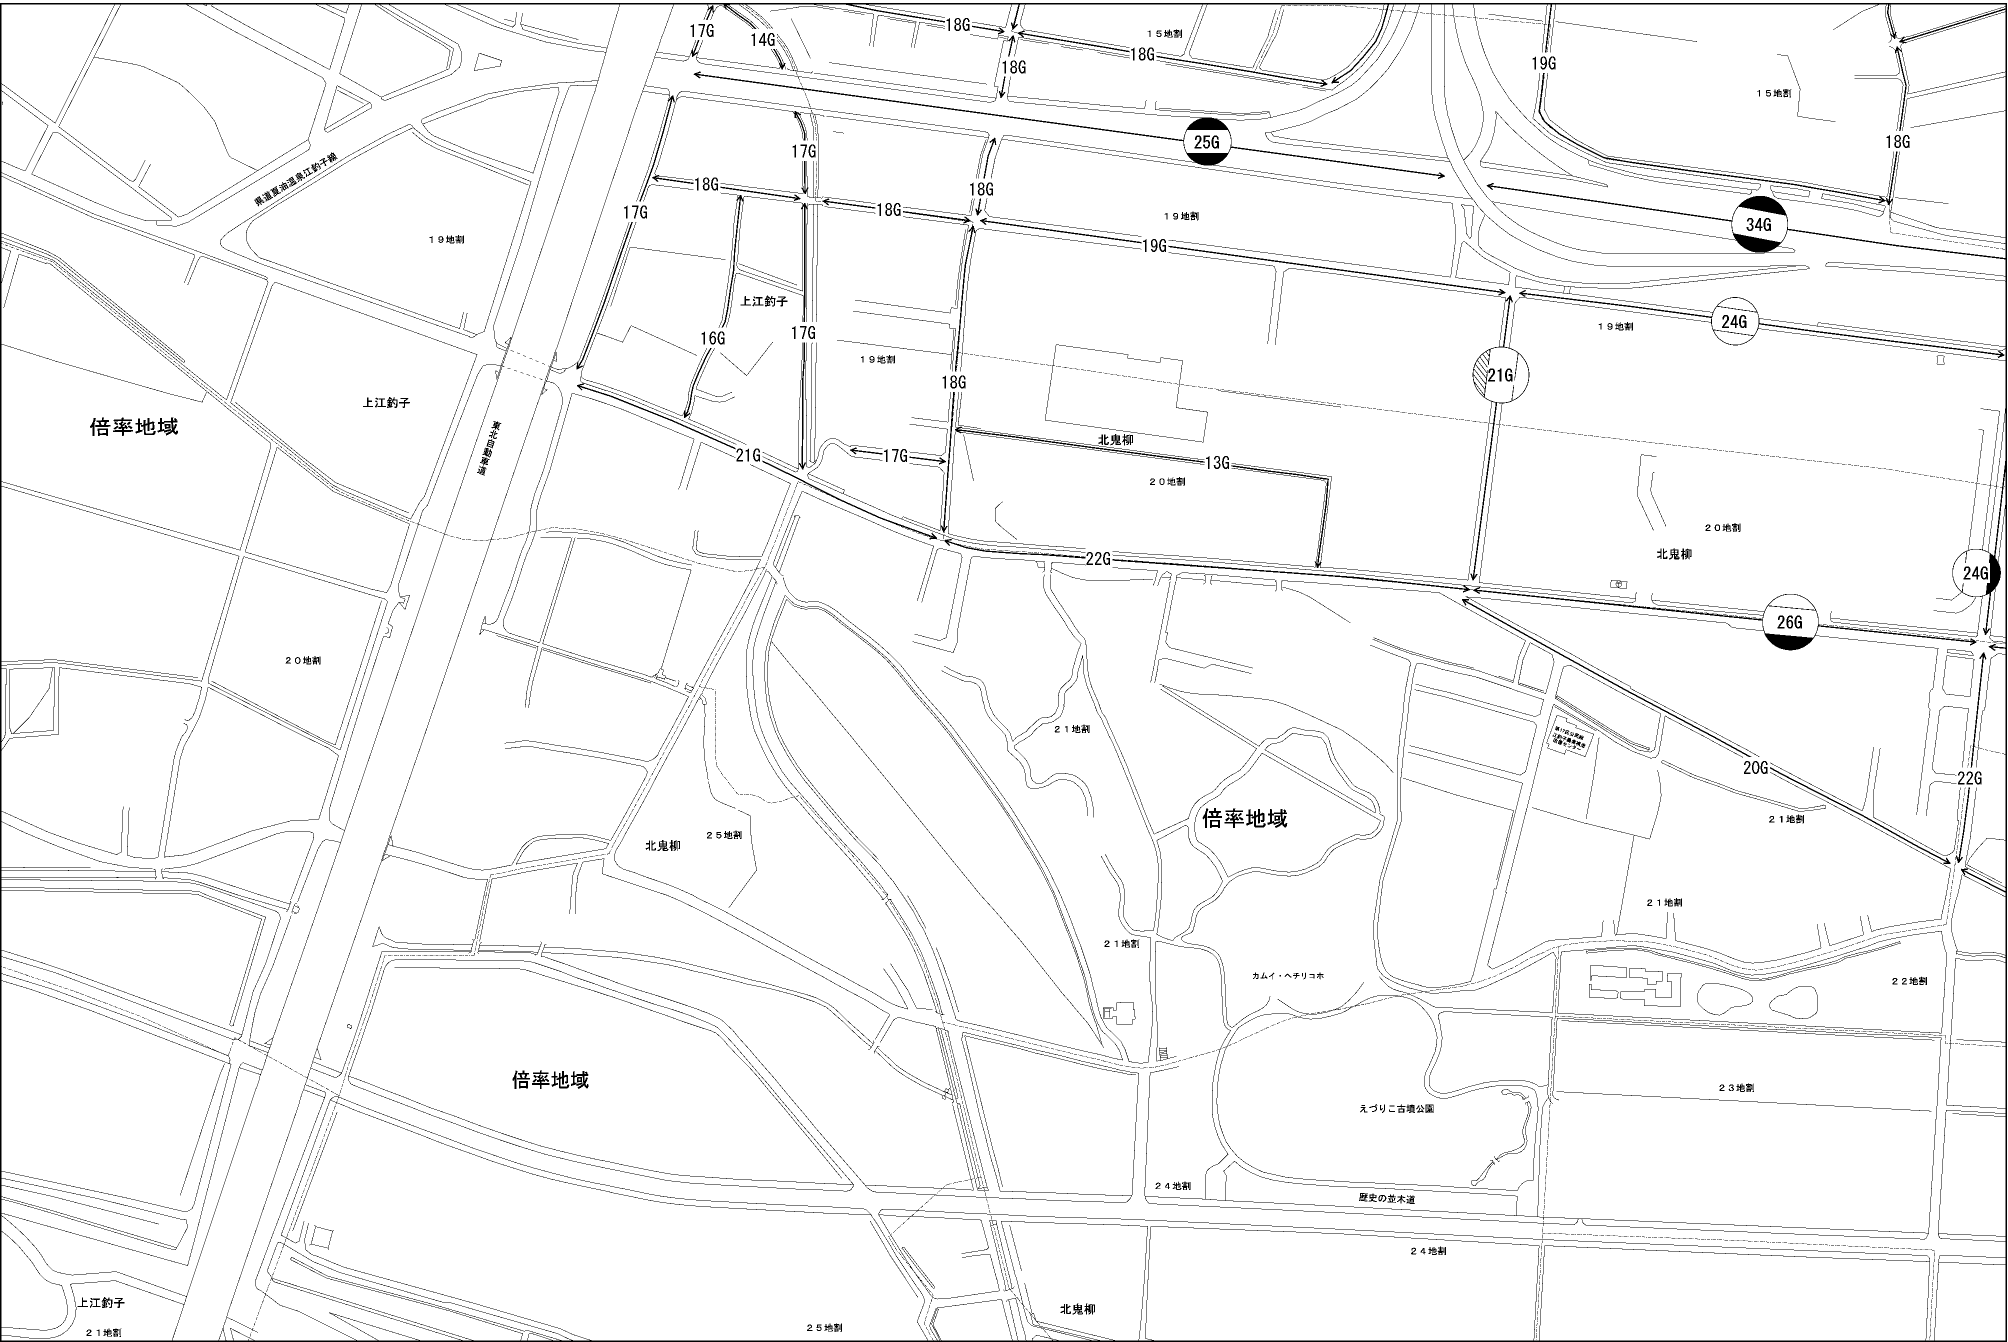 18G
17G
14G
15地割
18G
18G
19G
15地割
25G
18G
17G
県道夏油温泉江釣子線
18G
18G
17G
18G
19地割
34G
19地割
19G
上江釣子
24G
19地割
17G
16G
19地割
21G
18G
上江釣子
倍率地域
東北自動車道
北鬼柳
21G
17G
13G
20地割
20地割
北鬼柳
22G
24G
26G
20地割
21地割
20G
22G
倍率地域
21地割
25地割
北鬼柳
21地割
21地割
カムイ・ヘチリコホ
22地割
倍率地域
23地割
えづりこ古墳公園
24地割
歴史の並木道
24地割
上江釣子
北鬼柳
25地割
21地割